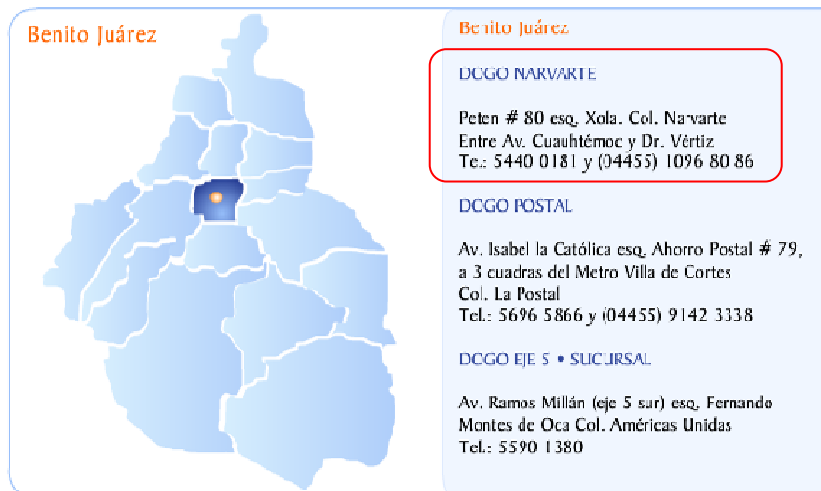 Benito Juárez
Benito Juárez
DOGO NARVARTE
Peten # 80 esq. Xola. Col. Narvarte
Entre Av. Cuauhtémoc y Dr. Vértiz
Tel.: 5440 0181 y (04455) 1096 80 86
DOGO POSTAL
Av. Isabel la Católica esq. Ahorro Postal # 79,
a 3 cuadras del Metro Villa de Cortes
Col. La Postal
Tel.: 5696 5866 y (04455) 9142 3338
DOGO EJE 5 • SUCURSAL
Av. Ramos Millán (eje 5 sur) esq. Fernando
Montes de Oca Col. Américas Unidas
Tel.: 5590 1380